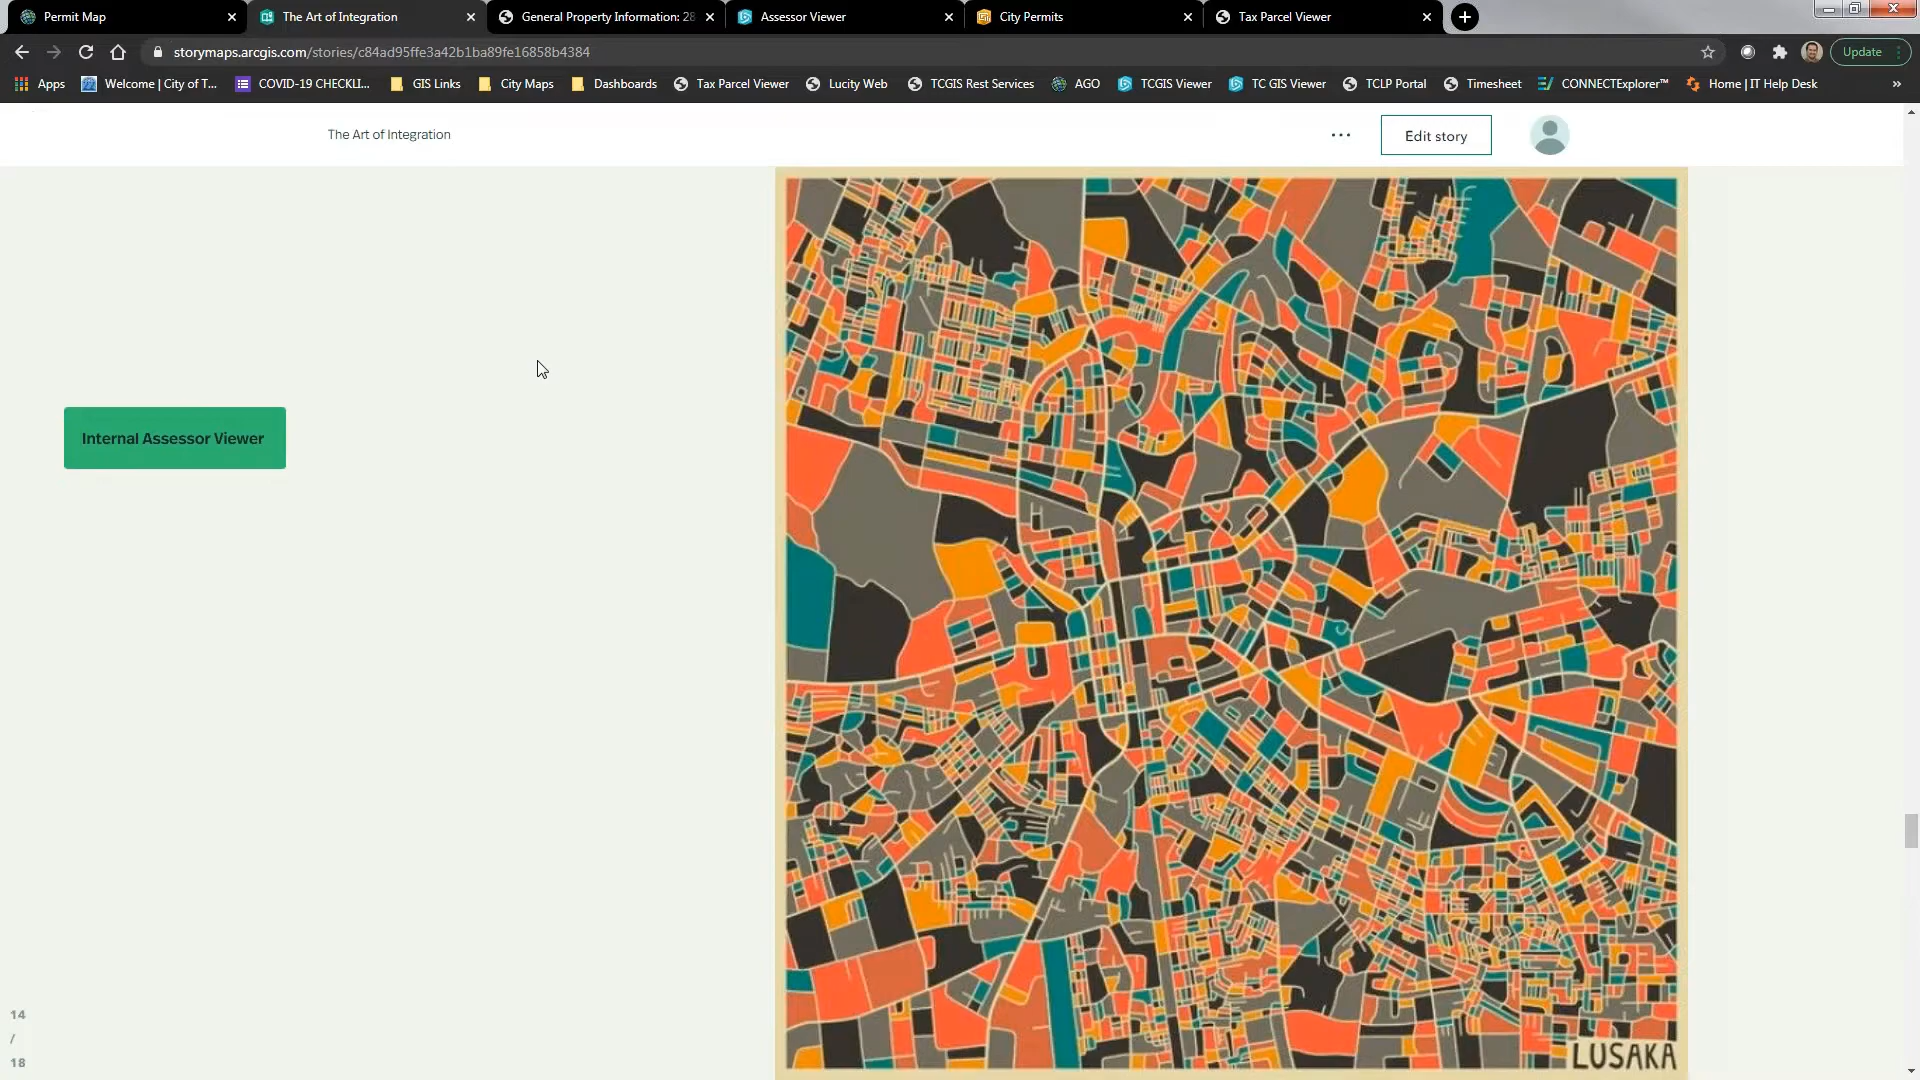 Permit Map
The Art of Integration
General Property Information: 28
Assessor Viewer
City Permits
Tax Parcel Viewer
storymaps.arcgis.com/stories/c84ad95ffe3a42b1ba89fe16858b4384
Update
Apps
Welcome | City of T...
COVID-19 CHECKLI...
GIS Links
City Maps
Dashboards
Tax Parcel Viewer
Lucity Web
TCGIS Rest Services
AGO
TCGIS Viewer
TC GIS Viewer
TCLP Portal
Timesheet
CONNECTExplorer™
Home | IT Help Desk
»
The Art of Integration
Edit story
Internal Assessor Viewer
14
/
18
LUSAKA